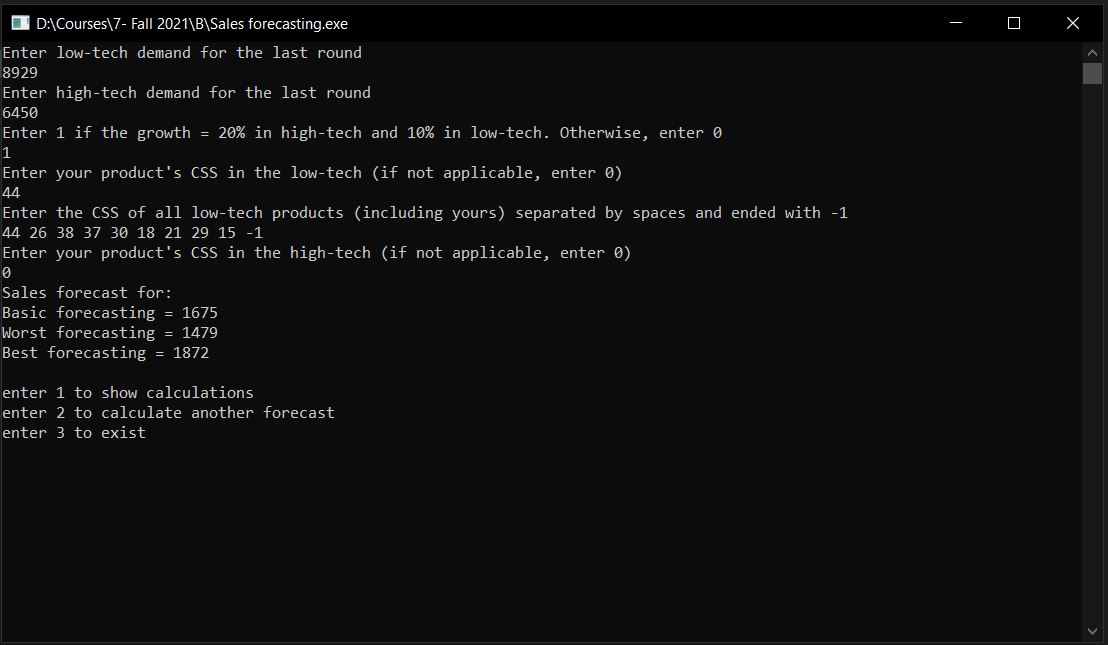 D:\Courses\7- Fall 2021\B\Sales forecasting.exe
Enter low-tech demand for the last round
8929
Enter high-tech demand for the last round
6450
Enter 1 if the growth = 20% in high-tech and 10% in low-tech. Otherwise, enter 0
1
Enter your product's CSS in the low-tech (if not applicable, enter 0)
44
Enter the CSS of all low-tech products (including yours) separated by spaces and ended with -1
44 26 38 37 30 18 21 29 15 -1
Enter your product's CSS in the high-tech (if not applicable, enter 0)
0
Sales forecast for:
Basic forecasting = 1675
Worst forecasting = 1479
Best forecasting = 1872
enter 1 to show calculations
enter 2 to calculate another forecast
enter 3 to exist